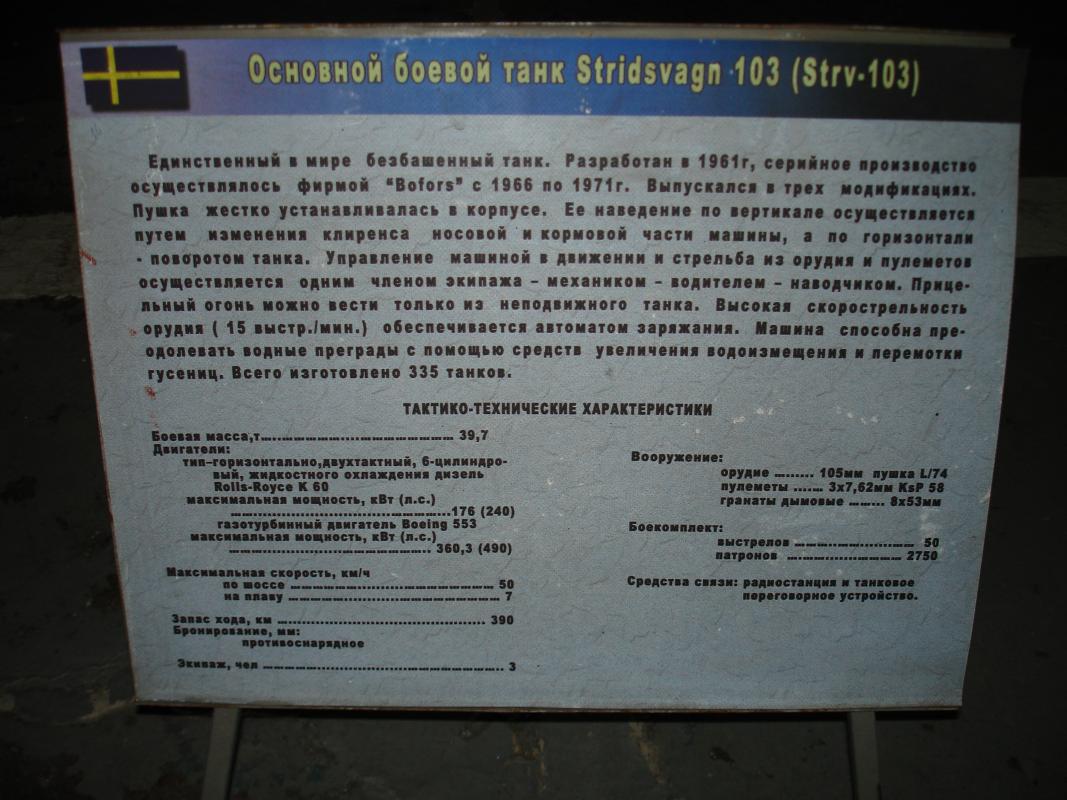 Основной боевой танк Stridsvagn 103 (Strv-103)
Единственный в мире безбашенный танк. Разработан в 1961г, серийное производство
осуществлялось фирмой "Bofors" с 1966 по 1971г. Выпускался в трех модификациях.
Пушка жестко устанавливалась в корпусе. Ее наведение по вертикале осуществляется
путем изменения клиренса носовой и кормовой части машины, а по горизонтали
- поворотом танка. Управление машиной в движении и стрельба из орудия и пулеметов
осуществляется одним членом экипажа – механиком – водителем – наводчиком. Прице-
льный огонь можно вести только из неподвижного танка. Высокая скорострельность
орудия ( 15 выстр./мин.) обеспечивается автоматом заряжания. Машина способна пре-
одолевать водные преграды с помощью средств увеличения водоизмещения и перемотки
гусениц. Всего изготовлено 335 танков.
ТАКТИКО-ТЕХНИЧЕСКИЕ ХАРАКТЕРИСТИКИ
Боевая масса,т........................................ 39,7
Двигатели:
тип–горизонтально,двухтактный, 6-цилиндро-
вый, жидкостного охлаждения дизель
Rolls-Royce K 60
максимальная мощность, кВт (л.с.)
........................................176 (240)
газотурбинный двигатель Boeing 553
максимальная мощность, кВт (л.с.)
..................................... 360,3 (490)
Максимальная скорость, км/ч
по шоссе ..................................... 50
на плаву ..................................... 7
Запас хода, км ..................................... 390
Бронирование, мм:
противоснарядное
Экипаж, чел ........................................... 3
Вооружение:
орудие ........ 105мм пушка L/74
пулеметы ....... 3х7,62мм KsP 58
гранаты дымовые ........ 8х53мм
Боекомплект:
выстрелов .......................... 50
патронов ........................ 2750
Средства связи: радиостанция и танковое
переговорное устройство.